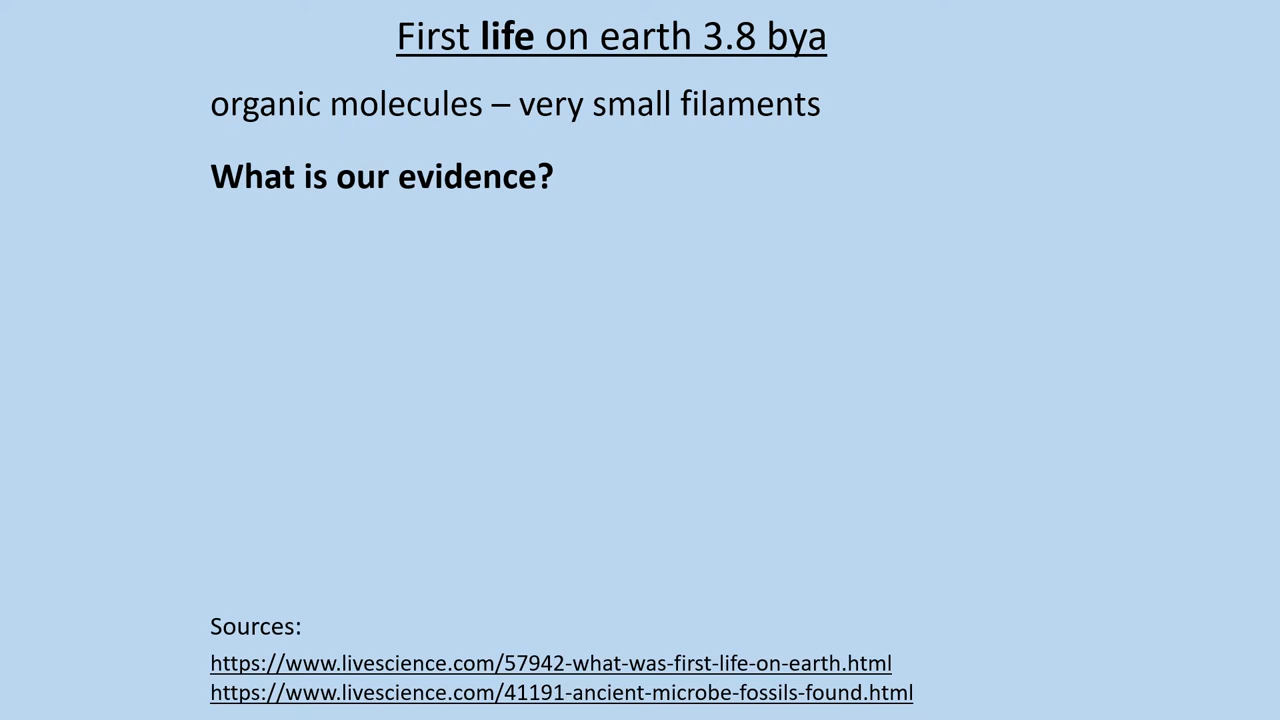 First life on earth 3.8 bya
organic molecules – very small filaments
What is our evidence?
Sources:
https://www.livescience.com/57942-what-was-first-life-on-earth.html
https://www.livescience.com/41191-ancient-microbe-fossils-found.html